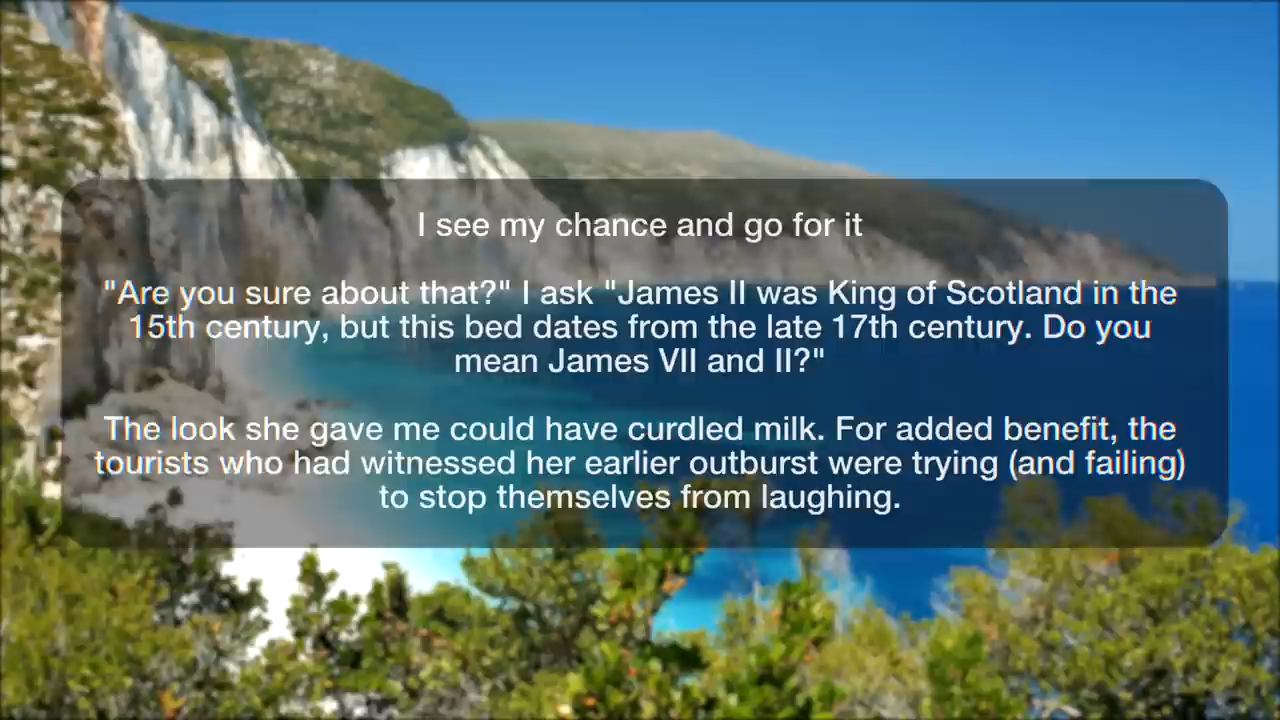 I see my chance and go for it
"Are you sure about that?" I ask "James II was King of Scotland in the
15th century, but this bed dates from the late 17th century. Do you
mean James VII and II?"
The look she gave me could have curdled milk. For added benefit, the
tourists who had witnessed her earlier outburst were trying (and failing)
to stop themselves from laughing.